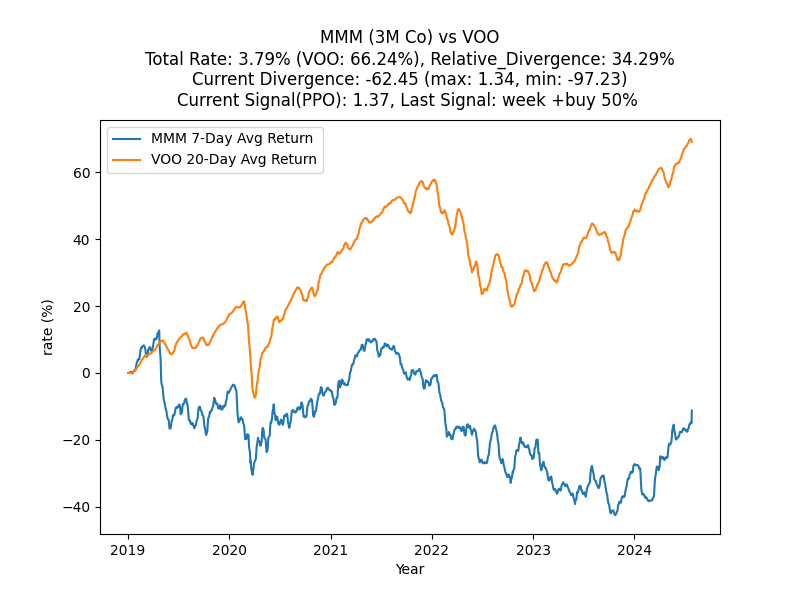 MMM (3M Co) vs VOO
Total Rate: 3.79% (VOO: 66.24%), Relative_Divergence: 34.29%
Current Divergence: -62.45 (max: 1.34, min: -97.23)
Current Signal(PPO): 1.37, Last Signal: week +buy 50%
MMM 7-Day Avg Return
VOO 20-Day Avg Return
60
40
20
0
−20
−40
rate (%)
2019 2020 2021 2022 2023 2024
Year